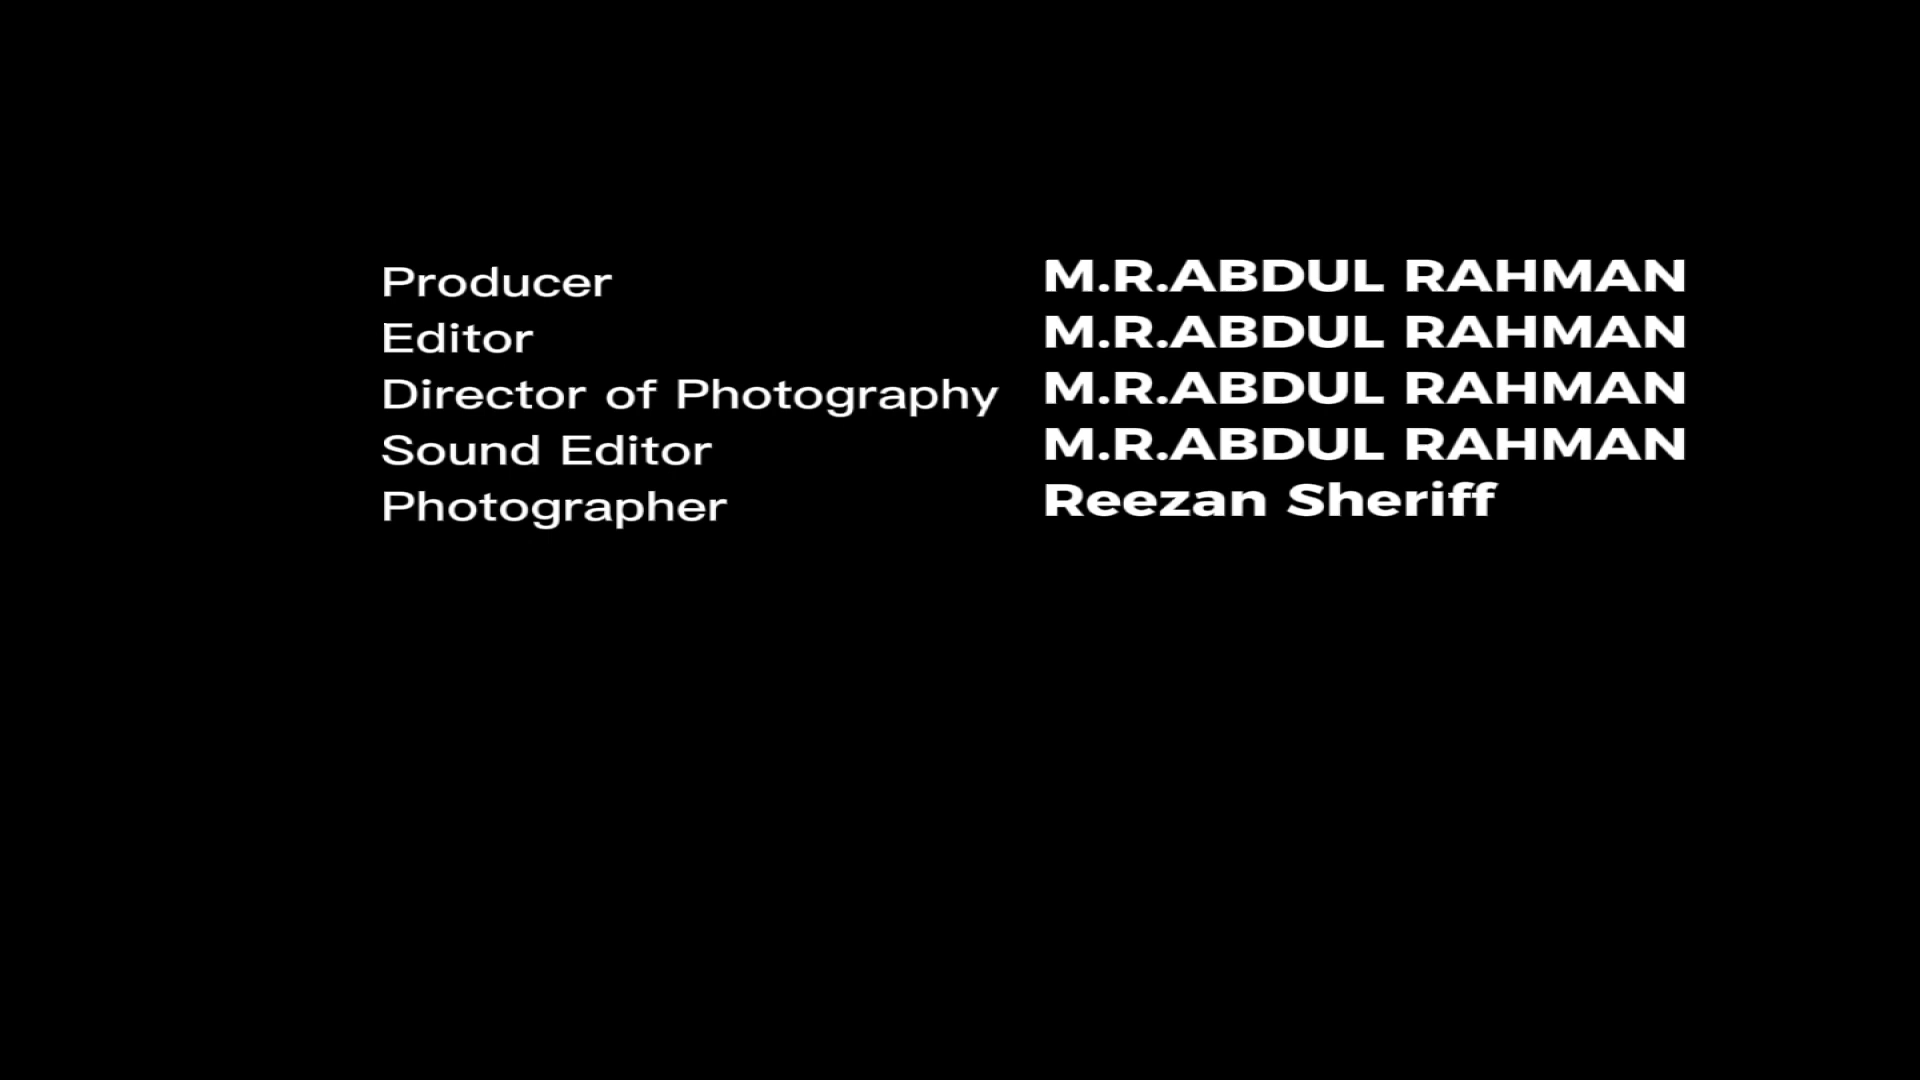 Producer M.R.ABDUL RAHMAN
Editor M.R.ABDUL RAHMAN
Director of Photography M.R.ABDUL RAHMAN
Sound Editor M.R.ABDUL RAHMAN
Photographer Reezan Sheriff